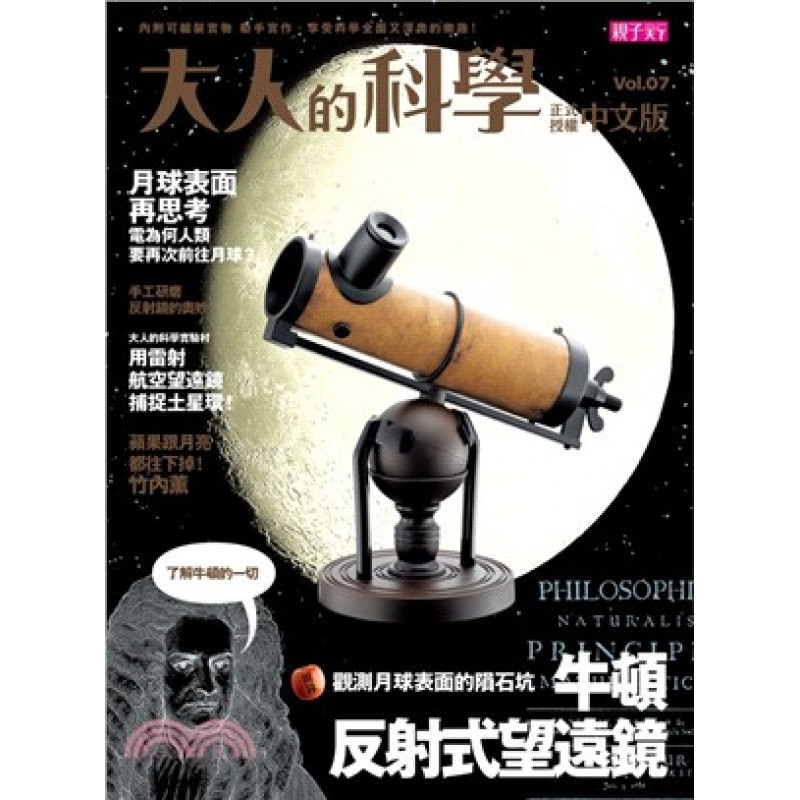 內附可組裝實物 動手實作,享受科學全面又深奧的樂趣!
親子天下
大人的科學
Vol.07
正式授權
中文版
月球表面
再思考
電為何人類
要再次前往月球?
手工研磨
反射鏡的奧妙
大人的科學實驗村
用雷射
航空望遠鏡
捕捉土星環!
蘋果跟月亮
都往下掉!
竹內薰
了解牛頓的一切
PHILOSOPHI
NATURALIS
PRINCIPI
觀測月球表面的隕石坑
牛頓
反射式望遠鏡